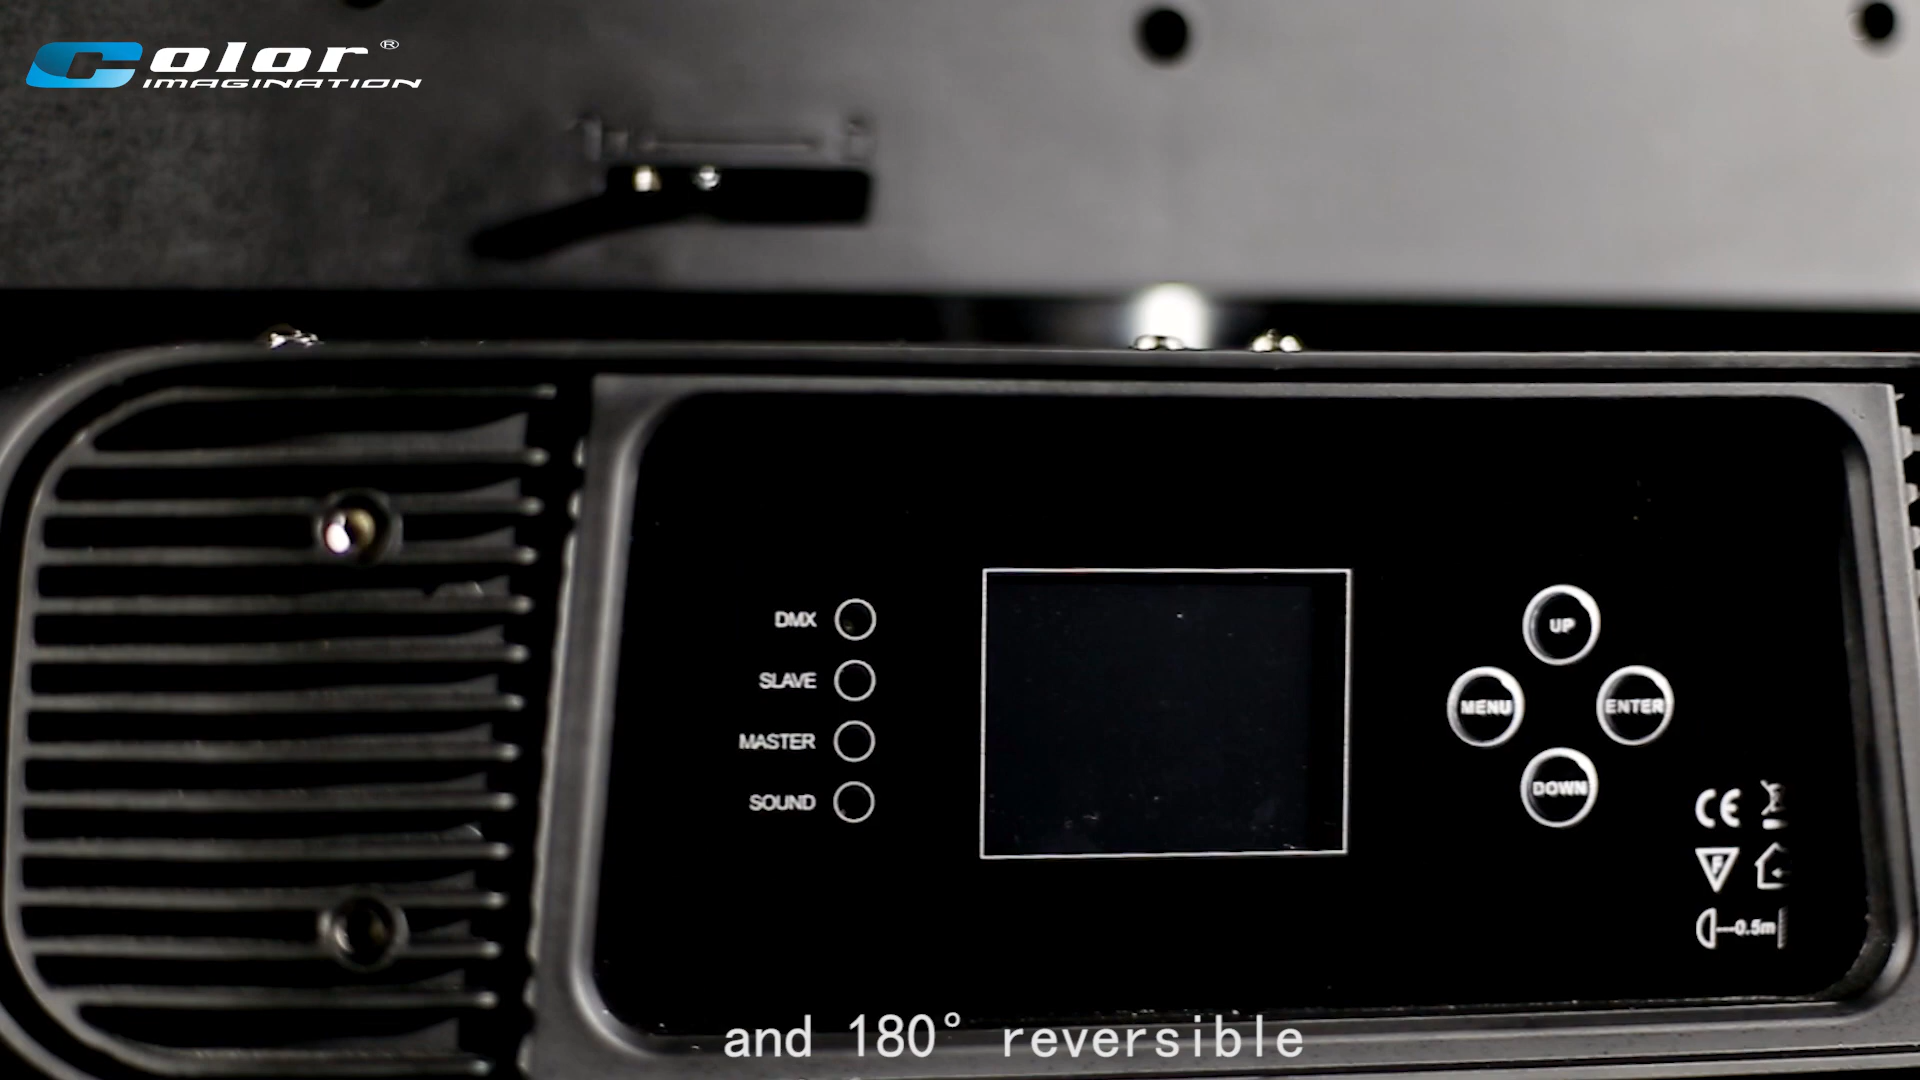 Color®
IMAGINATION
DMX
SLAVE
MASTER
SOUND
UP
MENU
ENTER
DOWN
CE
F
0.5m
and 180° reversible